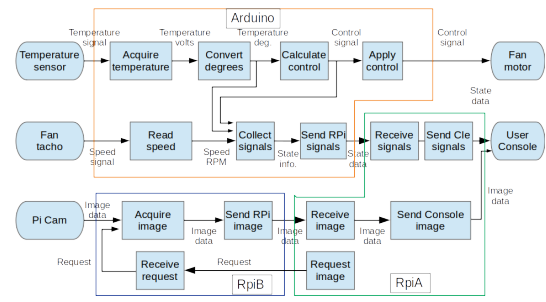 Arduino
Temperature signal
Temperature volts
Temperature deg.
Control signal
Control signal
Temperature sensor
Acquire temperature
Convert degrees
Calculate control
Apply control
Fan motor
State data
Fan tacho
Read speed
Collect signals
Send RPi signals
Receive signals
Send Cle signals
User Console
Speed signal
Speed RPM
State info.
State data
Image data
Pi Cam
Image data
Acquire image
Image data
Send RPi image
Image data
Receive image
Image data
Send Console image
Request
Receive request
Request
Request image
RpiB
RpiA